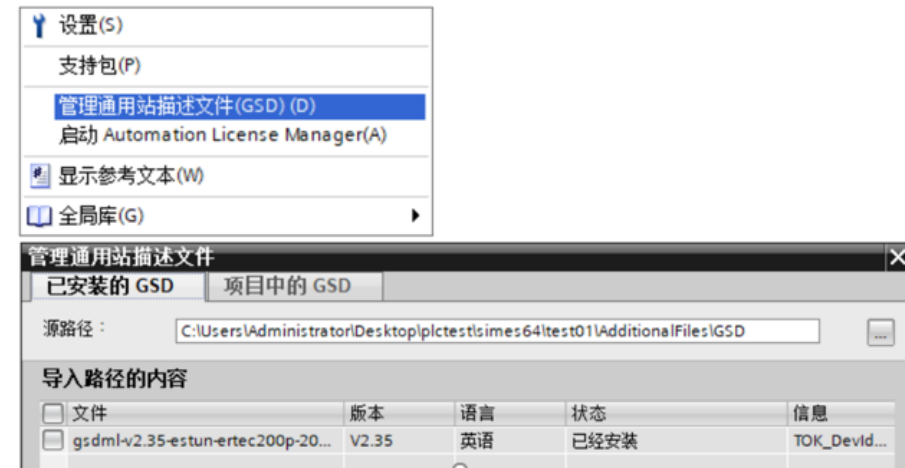 设置(S)
支持包(P)
管理通用站描述文件(GSD) (D)
启动 Automation License Manager(A)
显示参考文本(W)
全局库(G)
管理通用站描述文件
已安装的 GSD 项目中的 GSD
源路径： C:\Users\Administrator\Desktop\plctest\simes64\test01\AdditionalFiles\GSD ...
导入路径的内容
文件 版本 语言 状态 信息
gsdml-v2.35-estun-ertec200p-20... V2.35 英语 已经安装 TOK_DevId...